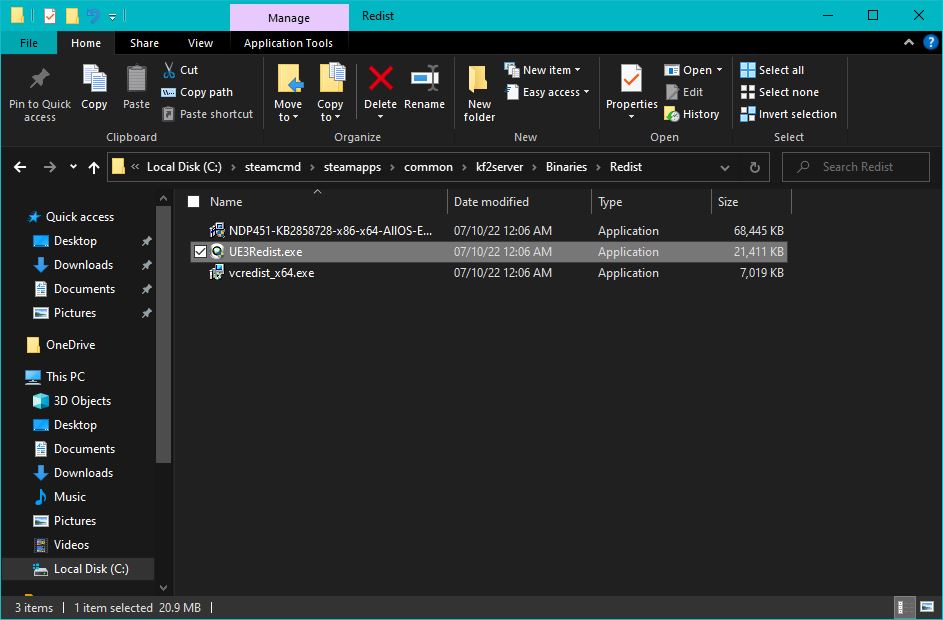 Manage
Redist
File
Home
Share
View
Application Tools
Pin to Quick access
Copy
Paste
Cut
Copy path
Paste shortcut
Clipboard
Move to
Copy to
Delete
Rename
Organize
New folder
New item
Easy access
New
Properties
Open
Edit
History
Open
Select all
Select none
Invert selection
Select
« Local Disk (C:) › steamcmd › steamapps › common › kf2server › Binaries › Redist
Search Redist
Name Date modified Type Size
NDP451-KB2858728-x86-x64-AllOS-E... 07/10/22 12:06 AM Application 68,445 KB
UE3Redist.exe 07/10/22 12:06 AM Application 21,411 KB
vcredist_x64.exe 07/10/22 12:06 AM Application 7,019 KB
Quick access
Desktop
Downloads
Documents
Pictures
OneDrive
This PC
3D Objects
Desktop
Documents
Downloads
Music
Pictures
Videos
Local Disk (C:)
3 items
1 item selected 20.9 MB